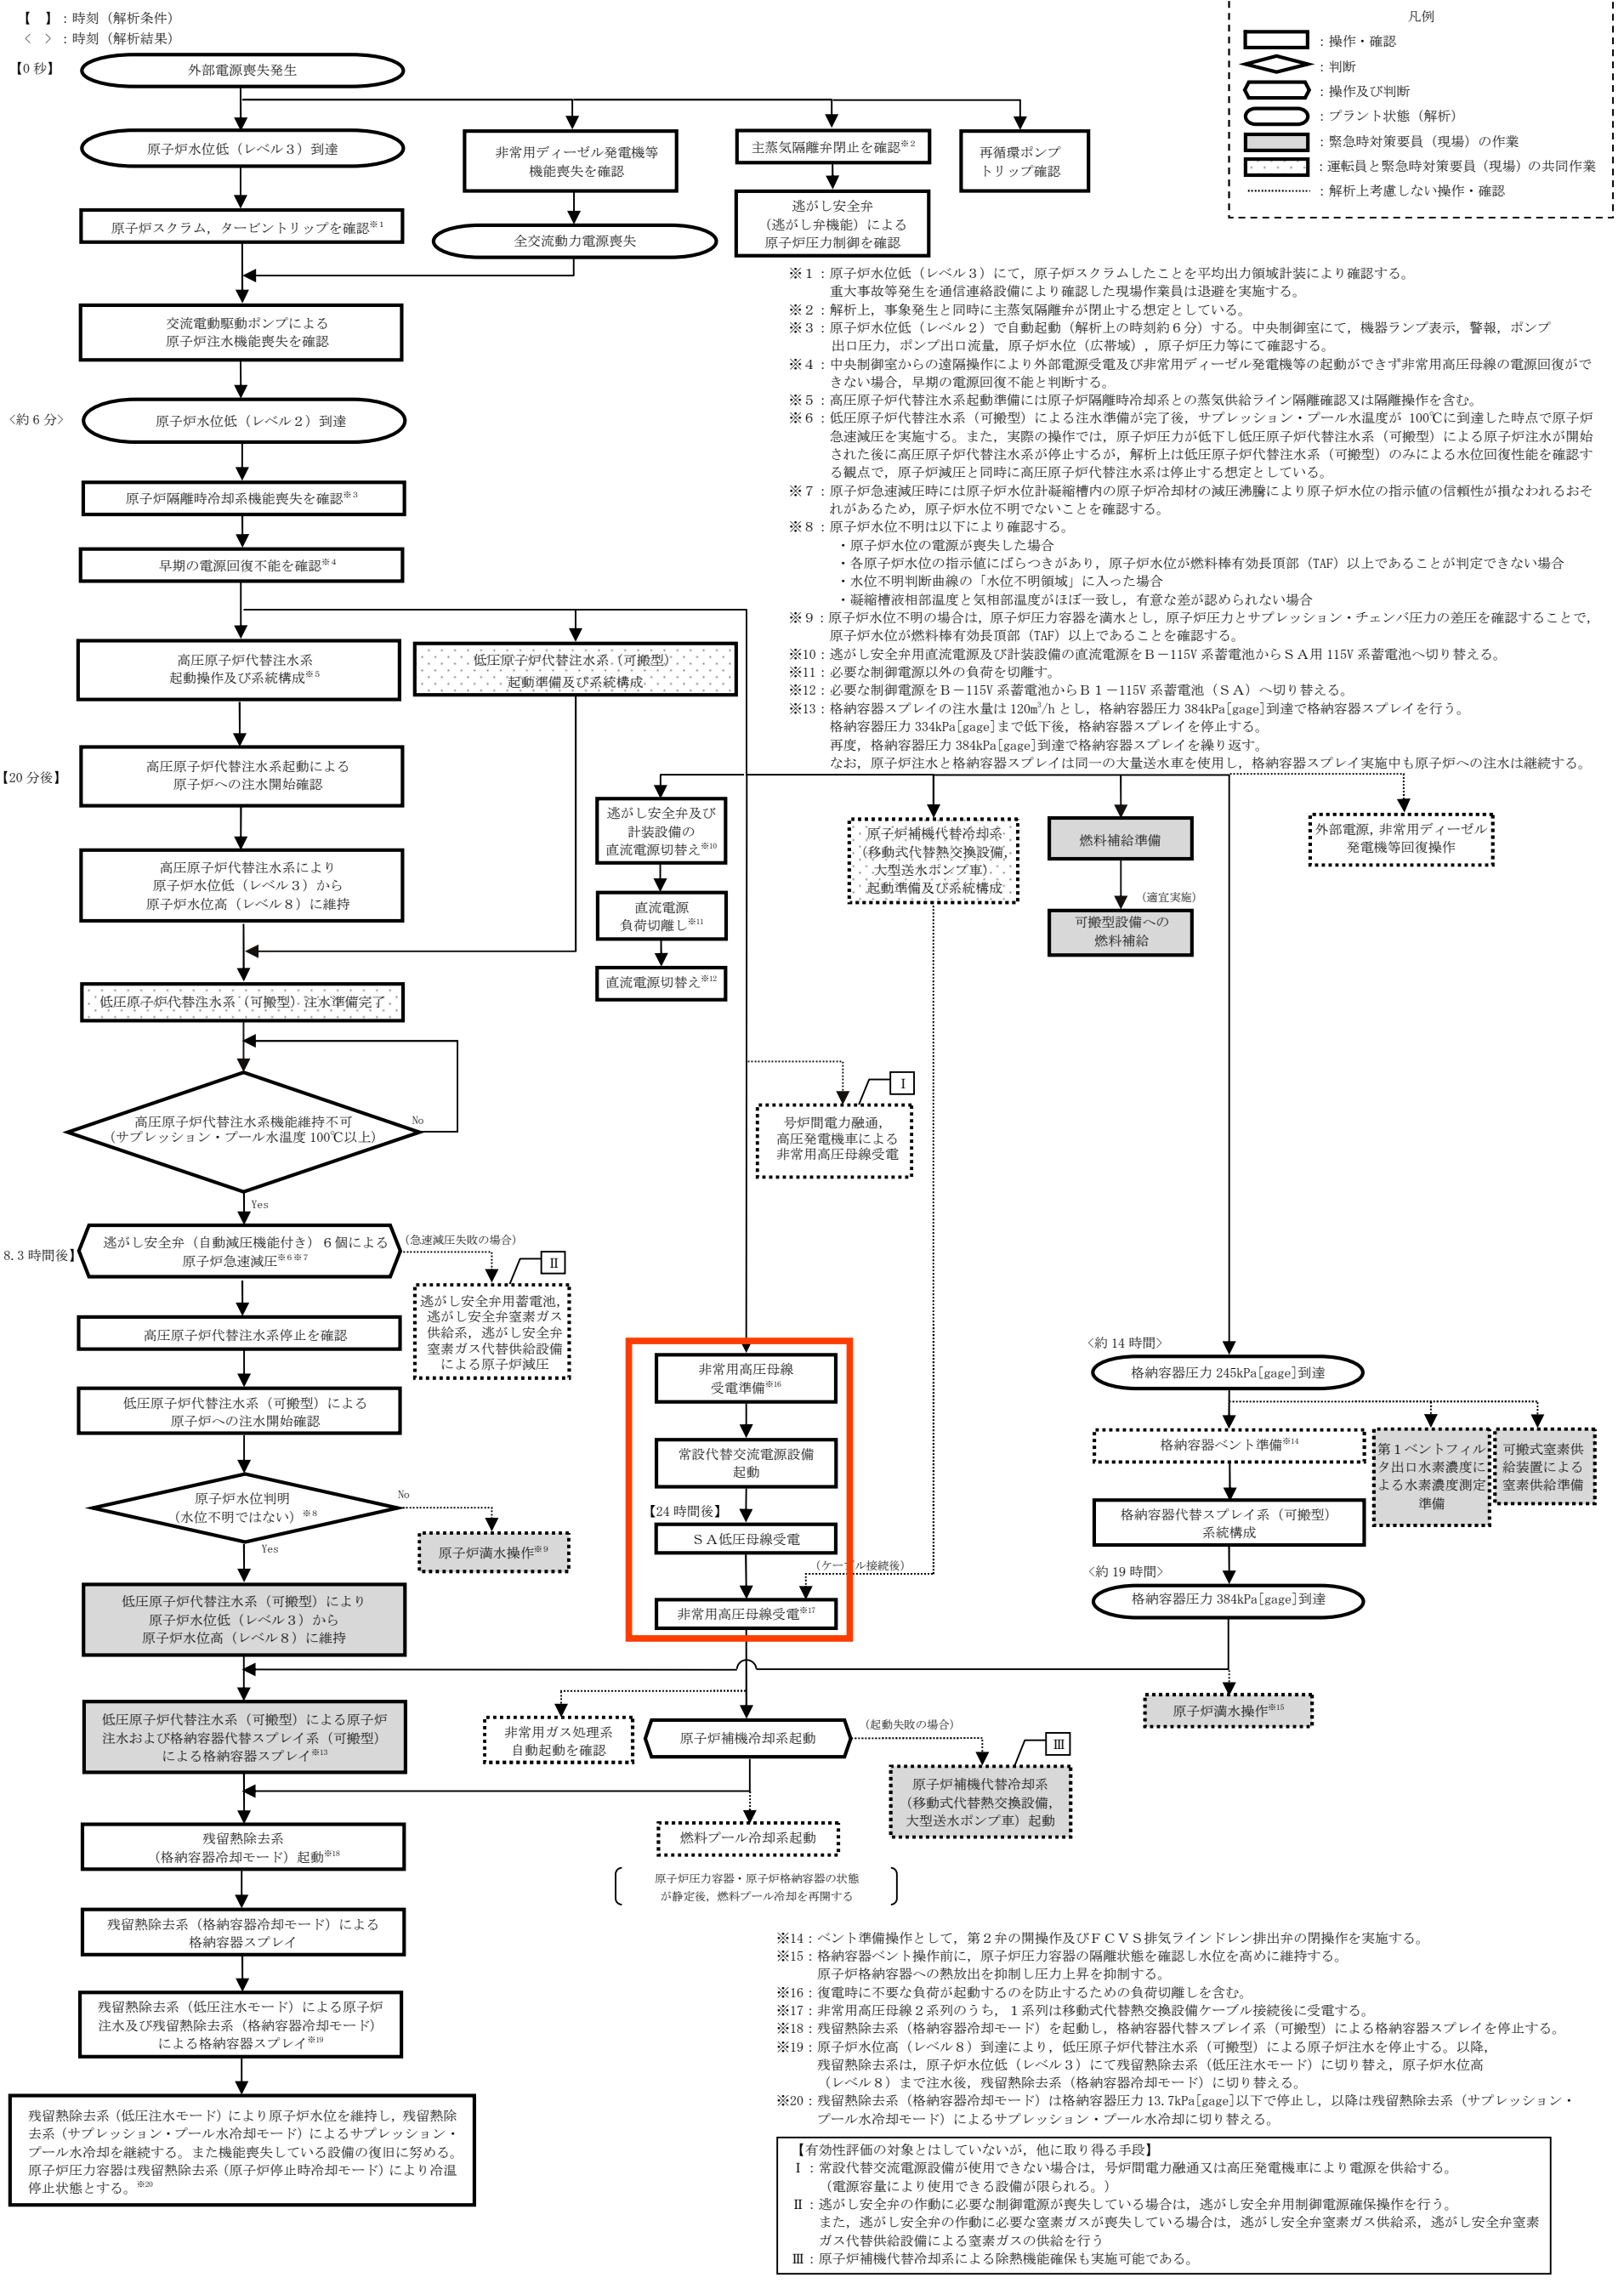 【　】：時刻（解析条件）
〈　〉：時刻（解析結果）
凡例
：操作・確認
：判断
：操作及び判断
：プラント状態（解析）
：緊急時対策要員（現場）の作業
：運転員と緊急時対策要員（現場）の共同作業
：解析上考慮しない操作・確認
【0 秒】
外部電源喪失発生
原子炉水位低（レベル３）到達
非常用ディーゼル発電機等
機能喪失を確認
主蒸気隔離弁閉止を確認※2
再循環ポンプ
トリップ確認
逃がし安全弁
（逃がし弁機能）による
原子炉圧力制御を確認
原子炉スクラム，タービントリップを確認※1
全交流動力電源喪失
交流電動駆動ポンプによる
原子炉注水機能喪失を確認
〈約 6 分〉
原子炉水位低（レベル２）到達
原子炉隔離時冷却系機能喪失を確認※3
早期の電源回復不能を確認※4
※１：原子炉水位低（レベル３）にて，原子炉スクラムしたことを平均出力領域計装により確認する。
重大事故等発生を通信連絡設備により確認した現場作業員は退避を実施する。
※２：解析上，事象発生と同時に主蒸気隔離弁が閉止する想定としている。
※３：原子炉水位低（レベル２）で自動起動（解析上の時刻約６分）する。中央制御室にて，機器ランプ表示，警報，ポンプ
出口圧力，ポンプ出口流量，原子炉水位（広帯域），原子炉圧力等にて確認する。
※４：中央制御室からの遠隔操作により外部電源受電及び非常用ディーゼル発電機等の起動ができず非常用高圧母線の電源回復がで
きない場合，早期の電源回復不能と判断する。
※５：高圧原子炉代替注水系起動準備には原子炉隔離時冷却系との蒸気供給ライン隔離確認又は隔離操作を含む。
※６：低圧原子炉代替注水系（可搬型）による注水準備が完了後，サプレッション・プール水温度が 100℃に到達した時点で原子炉
急速減圧を実施する。また，実際の操作では，原子炉圧力が低下し低圧原子炉代替注水系（可搬型）による原子炉注水が開始
された後に高圧原子炉代替注水系が停止するが，解析上は低圧原子炉代替注水系（可搬型）のみによる水位回復性能を確認す
る観点で，原子炉減圧と同時に高圧原子炉代替注水系は停止する想定としている。
※７：原子炉急速減圧時には原子炉水位計凝縮槽内の原子炉冷却材の減圧沸騰により原子炉水位の指示値の信頼性が損なわれるおそ
れがあるため，原子炉水位不明でないことを確認する。
※８：原子炉水位不明は以下により確認する。
・原子炉水位の電源が喪失した場合
・各原子炉水位の指示値にばらつきがあり，原子炉水位が燃料棒有効長頂部（TAF）以上であることが判定できない場合
・水位不明判断曲線の「水位不明領域」に入った場合
・凝縮槽液相部温度と気相部温度がほぼ一致し，有意な差が認められない場合
※９：原子炉水位不明の場合は，原子炉圧力容器を満水とし，原子炉圧力とサプレッション・チェンバ圧力の差圧を確認することで，
原子炉水位が燃料棒有効長頂部（TAF）以上であることを確認する。
※10：逃がし安全弁用直流電源及び計装設備の直流電源をＢ－115V 系蓄電池からＳＡ用 115V 系蓄電池へ切り替える。
※11：必要な制御電源以外の負荷を切離す。
※12：必要な制御電源をＢ－115V 系蓄電池からＢ１－115V 系蓄電池（ＳＡ）へ切り替える。
※13：格納容器スプレイの注水量は 120m3/h とし，格納容器圧力 384kPa[gage]到達で格納容器スプレイを行う。
格納容器圧力 334kPa[gage]まで低下後，格納容器スプレイを停止する。
再度，格納容器圧力 384kPa[gage]到達で格納容器スプレイを繰り返す。
なお，原子炉注水と格納容器スプレイは同一の大量送水車を使用し，格納容器スプレイ実施中も原子炉への注水は継続する。
高圧原子炉代替注水系
起動操作及び系統構成※5
低圧原子炉代替注水系（可搬型）
起動準備及び系統構成
【20 分後】
高圧原子炉代替注水系起動による
原子炉への注水開始確認
高圧原子炉代替注水系により
原子炉水位低（レベル３）から
原子炉水位高（レベル８）に維持
逃がし安全弁及び
計装設備の
直流電源切替え※10
直流電源
負荷切離し※11
直流電源切替え※12
原子炉補機代替冷却系
（移動式代替熱交換設備，
大型送水ポンプ車）
起動準備及び系統構成
燃料補給準備
（適宜実施）
可搬型設備への
燃料補給
外部電源，非常用ディーゼル
発電機等回復操作
低圧原子炉代替注水系（可搬型）注水準備完了
高圧原子炉代替注水系機能維持不可
（サプレッション・プール水温度 100℃以上）
No
Yes
Ⅰ
号炉間電力融通，
高圧発電機車による
非常用高圧母線受電
8.3 時間後】
逃がし安全弁（自動減圧機能付き）６個による
原子炉急速減圧※6※7
（急速減圧失敗の場合）
Ⅱ
逃がし安全弁用蓄電池，
逃がし安全弁窒素ガス
供給系，逃がし安全弁
窒素ガス代替供給設備
による原子炉減圧
高圧原子炉代替注水系停止を確認
低圧原子炉代替注水系（可搬型）による
原子炉への注水開始確認
原子炉水位判明
（水位不明ではない）※8
No
Yes
原子炉満水操作※9
非常用高圧母線
受電準備※16
常設代替交流電源設備
起動
【24 時間後】
ＳＡ低圧母線受電
（ケーブル接続後）
非常用高圧母線受電※17
〈約 14 時間〉
格納容器圧力 245kPa[gage]到達
格納容器ベント準備※14
第１ベントフィル
タ出口水素濃度に
よる水素濃度測定
準備
可搬式窒素供
給装置による
窒素供給準備
格納容器代替スプレイ系（可搬型）
系統構成
〈約 19 時間〉
格納容器圧力 384kPa[gage]到達
低圧原子炉代替注水系（可搬型）により
原子炉水位低（レベル３）から
原子炉水位高（レベル８）に維持
原子炉満水操作※15
低圧原子炉代替注水系（可搬型）による原子炉
注水および格納容器代替スプレイ系（可搬型）
による格納容器スプレイ※13
非常用ガス処理系
自動起動を確認
原子炉補機冷却系起動
（起動失敗の場合）
Ⅲ
原子炉補機代替冷却系
（移動式代替熱交換設備，
大型送水ポンプ車）起動
燃料プール冷却系起動
原子炉圧力容器・原子炉格納容器の状態
が静定後，燃料プール冷却を再開する
残留熱除去系
（格納容器冷却モード）起動※18
残留熱除去系（格納容器冷却モード）による
格納容器スプレイ
残留熱除去系（低圧注水モード）による原子炉
注水及び残留熱除去系（格納容器冷却モード）
による格納容器スプレイ※19
残留熱除去系（低圧注水モード）により原子炉水位を維持し，残留熱除
去系（サプレッション・プール水冷却モード）によるサプレッション・
プール水冷却を継続する。また機能喪失している設備の復旧に努める。
原子炉圧力容器は残留熱除去系（原子炉停止時冷却モード）により冷温
停止状態とする。※20
※14：ベント準備操作として，第２弁の開操作及びＦＣＶＳ排気ラインドレン排出弁の閉操作を実施する。
※15：格納容器ベント操作前に，原子炉圧力容器の隔離状態を確認し水位を高めに維持する。
原子炉格納容器への熱放出を抑制し圧力上昇を抑制する。
※16：復電時に不要な負荷が起動するのを防止するための負荷切離しを含む。
※17：非常用高圧母線２系列のうち，１系列は移動式代替熱交換設備ケーブル接続後に受電する。
※18：残留熱除去系（格納容器冷却モード）を起動し，格納容器代替スプレイ系（可搬型）による格納容器スプレイを停止する。
※19：原子炉水位高（レベル８）到達により，低圧原子炉代替注水系（可搬型）による原子炉注水を停止する。以降，
残留熱除去系は，原子炉水位低（レベル３）にて残留熱除去系（低圧注水モード）に切り替え，原子炉水位高
（レベル８）まで注水後，残留熱除去系（格納容器冷却モード）に切り替える。
※20：残留熱除去系（格納容器冷却モード）は格納容器圧力 13.7kPa[gage]以下で停止し，以降は残留熱除去系（サプレッション・
プール水冷却モード）によるサプレッション・プール水冷却に切り替える。
【有効性評価の対象とはしていないが，他に取り得る手段】
Ⅰ：常設代替交流電源設備が使用できない場合は，号炉間電力融通又は高圧発電機車により電源を供給する。
（電源容量により使用できる設備が限られる。）
Ⅱ：逃がし安全弁の作動に必要な制御電源が喪失している場合は，逃がし安全弁用制御電源確保操作を行う。
また，逃がし安全弁の作動に必要な窒素ガスが喪失している場合は，逃がし安全弁窒素ガス供給系，逃がし安全弁窒素
ガス代替供給設備による窒素ガスの供給を行う
Ⅲ：原子炉補機代替冷却系による除熱機能確保も実施可能である。